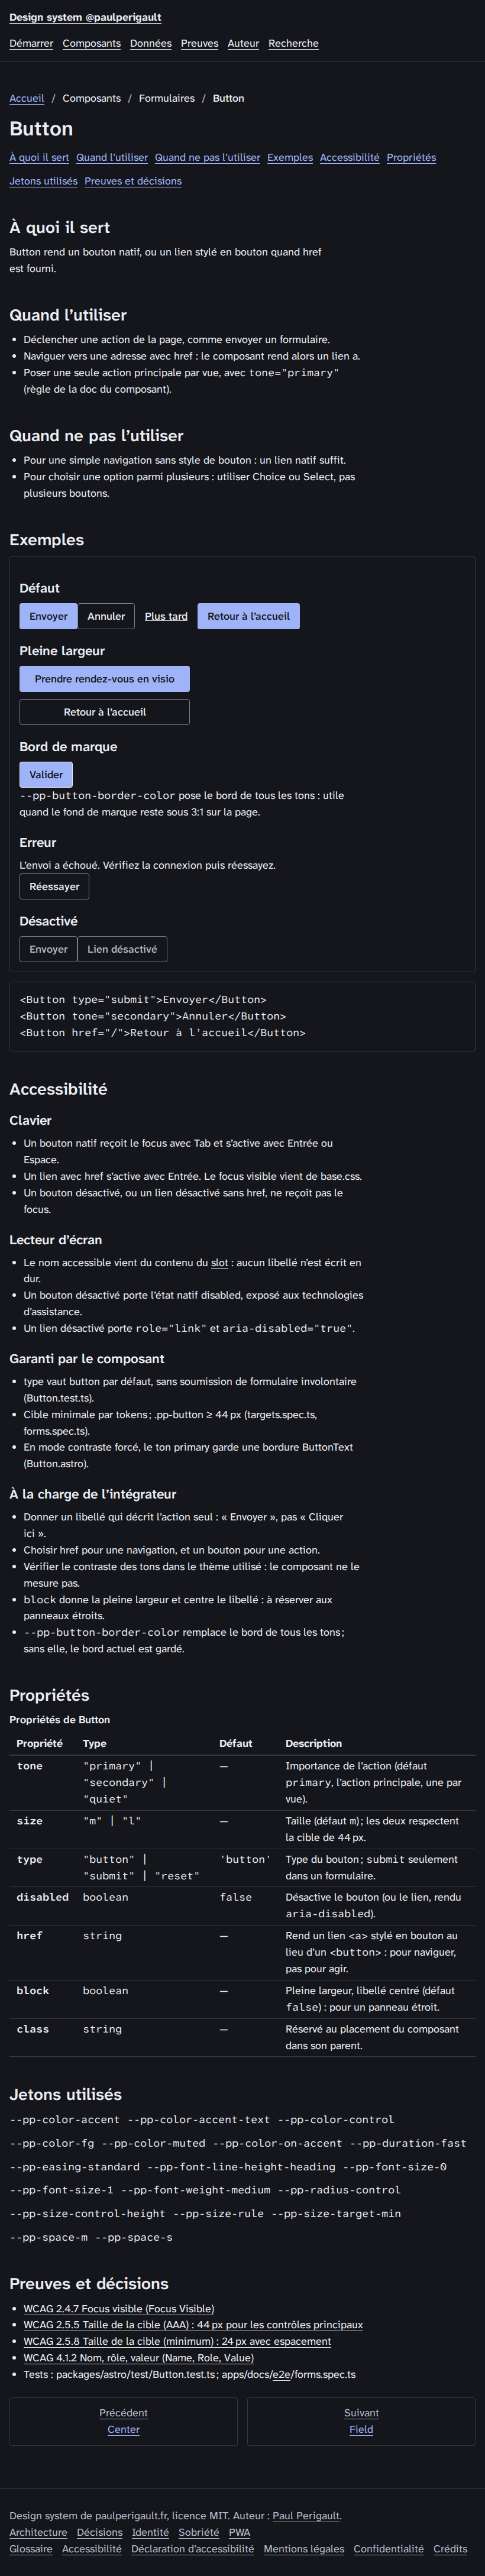 Design system @paulperigault
Démarrer Composants Données Preuves Auteur Recherche
Accueil / Composants / Formulaires / Button
Button
À quoi il sert Quand l’utiliser Quand ne pas l’utiliser Exemples Accessibilité Propriétés
Jetons utilisés Preuves et décisions
À quoi il sert
Button rend un bouton natif, ou un lien stylé en bouton quand href
est fourni.
Quand l’utiliser
• Déclencher une action de la page, comme envoyer un formulaire.
• Naviguer vers une adresse avec href : le composant rend alors un lien a.
• Poser une seule action principale par vue, avec tone="primary"
(règle de la doc du composant).
Quand ne pas l’utiliser
• Pour une simple navigation sans style de bouton : un lien natif suffit.
• Pour choisir une option parmi plusieurs : utiliser Choice ou Select, pas
plusieurs boutons.
Exemples
Défaut
Envoyer Annuler Plus tard Retour à l’accueil
Pleine largeur
Prendre rendez-vous en visio
Retour à l’accueil
Bord de marque
Valider
--pp-button-border-color pose le bord de tous les tons : utile
quand le fond de marque reste sous 3:1 sur la page.
Erreur
L’envoi a échoué. Vérifiez la connexion puis réessayez.
Réessayer
Désactivé
Envoyer Lien désactivé
<Button type="submit">Envoyer</Button>
<Button tone="secondary">Annuler</Button>
<Button href="/">Retour à l’accueil</Button>
Accessibilité
Clavier
• Un bouton natif reçoit le focus avec Tab et s’active avec Entrée ou
Espace.
• Un lien avec href s’active avec Entrée. Le focus visible vient de base.css.
• Un bouton désactivé, ou un lien désactivé sans href, ne reçoit pas le
focus.
Lecteur d’écran
• Le nom accessible vient du contenu du slot : aucun libellé n’est écrit en
dur.
• Un bouton désactivé porte l’état natif disabled, exposé aux technologies
d’assistance.
• Un lien désactivé porte role="link" et aria-disabled="true".
Garanti par le composant
• type vaut button par défaut, sans soumission de formulaire involontaire
(Button.test.ts).
• Cible minimale par tokens ; .pp-button ≥ 44 px (targets.spec.ts,
forms.spec.ts).
• En mode contraste forcé, le ton primary garde une bordure ButtonText
(Button.astro).
À la charge de l’intégrateur
• Donner un libellé qui décrit l’action seul : « Envoyer », pas « Cliquer
ici ».
• Choisir href pour une navigation, et un bouton pour une action.
• Vérifier le contraste des tons dans le thème utilisé : le composant ne le
mesure pas.
• block donne la pleine largeur et centre le libellé : à réserver aux
panneaux étroits.
• --pp-button-border-color remplace le bord de tous les tons ;
sans elle, le bord actuel est gardé.
Propriétés
Propriétés de Button
Propriété Type Défaut Description
tone "primary" | "secondary" | "quiet" — Importance de l’action (défaut primary, l’action principale, une par vue).
size "m" | "l" — Taille (défaut m) ; les deux respectent la cible de 44 px.
type "button" | "submit" | "reset" 'button' Type du bouton ; submit seulement dans un formulaire.
disabled boolean false Désactive le bouton (ou le lien, rendu aria-disabled).
href string — Rend un lien <a> stylé en bouton au lieu d’un <button> : pour naviguer, pas pour agir.
block boolean — Pleine largeur, libellé centré (défaut false) ; pour un panneau étroit.
class string — Réservé au placement du composant dans son parent.
Jetons utilisés
--pp-color-accent --pp-color-accent-text --pp-color-control
--pp-color-fg --pp-color-muted --pp-color-on-accent --pp-duration-fast
--pp-easing-standard --pp-font-line-height-heading --pp-font-size-0
--pp-font-size-1 --pp-font-weight-medium --pp-radius-control
--pp-size-control-height --pp-size-rule --pp-size-target-min
--pp-space-m --pp-space-s
Preuves et décisions
• WCAG 2.4.7 Focus visible (Focus Visible)
• WCAG 2.5.5 Taille de la cible (AAA) : 44 px pour les contrôles principaux
• WCAG 2.5.8 Taille de la cible (minimum) : 24 px avec espacement
• WCAG 4.1.2 Nom, rôle, valeur (Name, Role, Value)
• Tests : packages/astro/test/Button.test.ts ; apps/docs/e2e/forms.spec.ts
Précédent
Center
Suivant
Field
Design system de paulperigault.fr, licence MIT. Auteur : Paul Perigault.
Architecture Décisions Identité Sobriété PWA
Glossaire Accessibilité Déclaration d’accessibilité Mentions légales Confidentialité Crédits